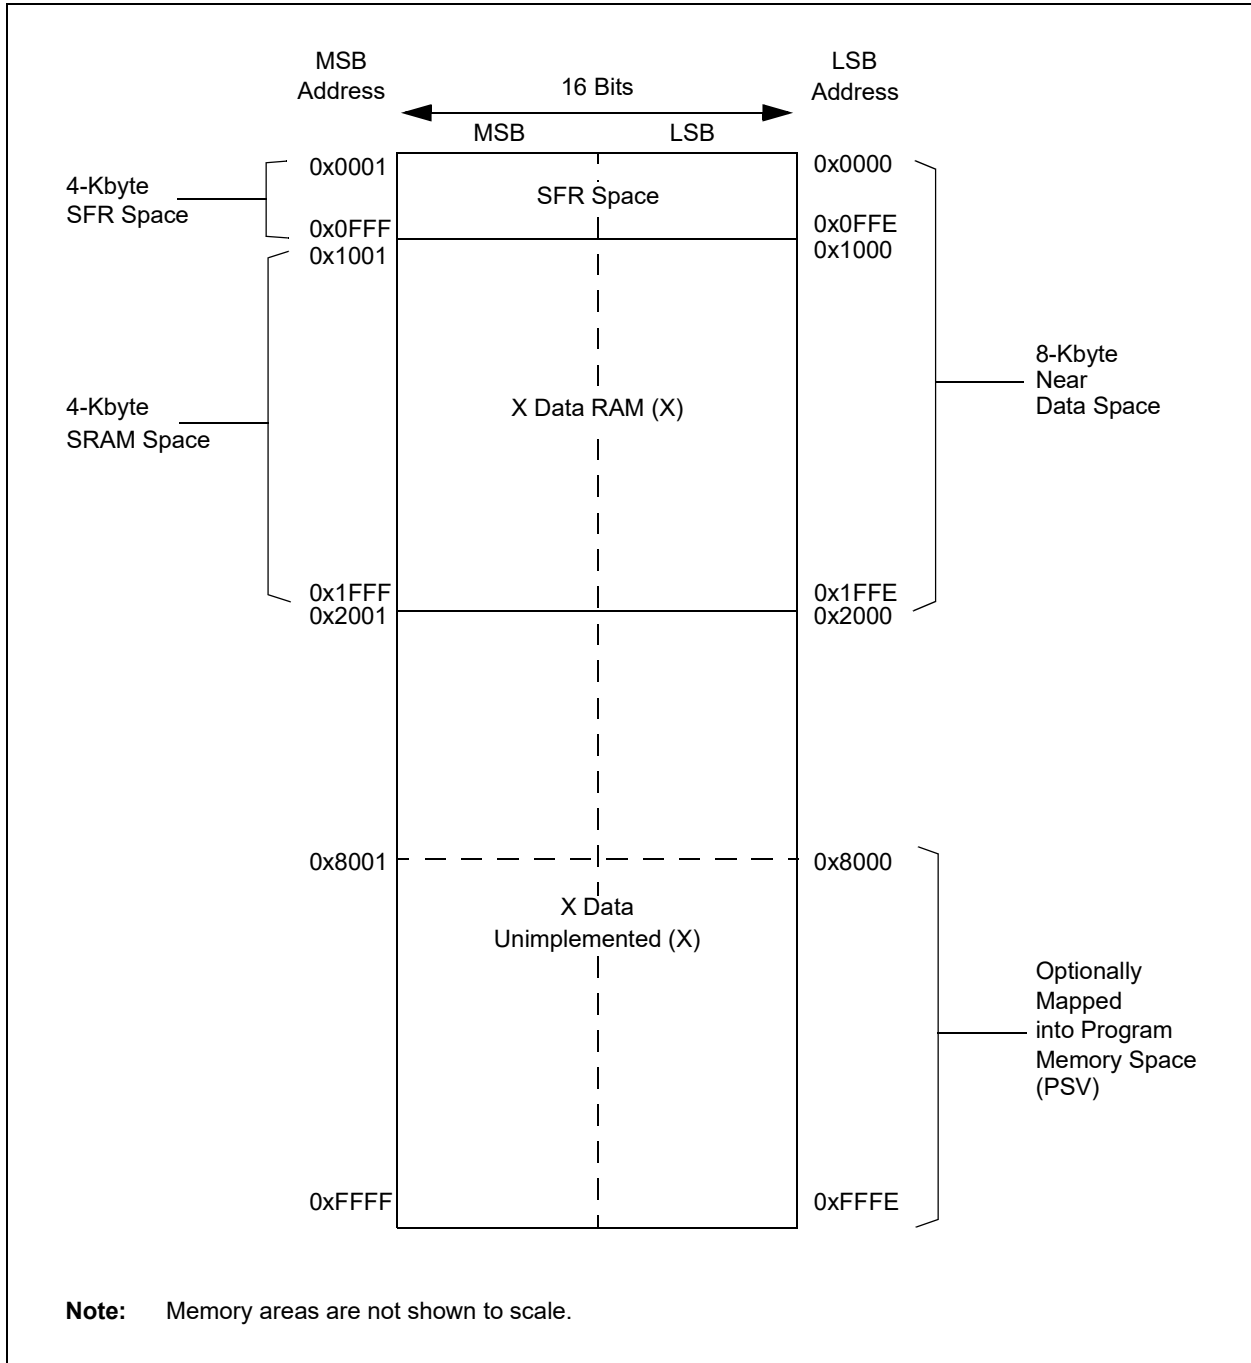 MSB
Address
16 Bits
LSB
Address
MSB
LSB
0x0001
0x0000
4-Kbyte
SFR Space
SFR Space
0x0FFF
0x0FFE
0x1001
0x1000
4-Kbyte
SRAM Space
X Data RAM (X)
8-Kbyte
Near
Data Space
0x1FFF
0x1FFE
0x2001
0x2000
0x8001
0x8000
X Data
Unimplemented (X)
Optionally
Mapped
into Program
Memory Space
(PSV)
0xFFFF
0xFFFE
Note: Memory areas are not shown to scale.